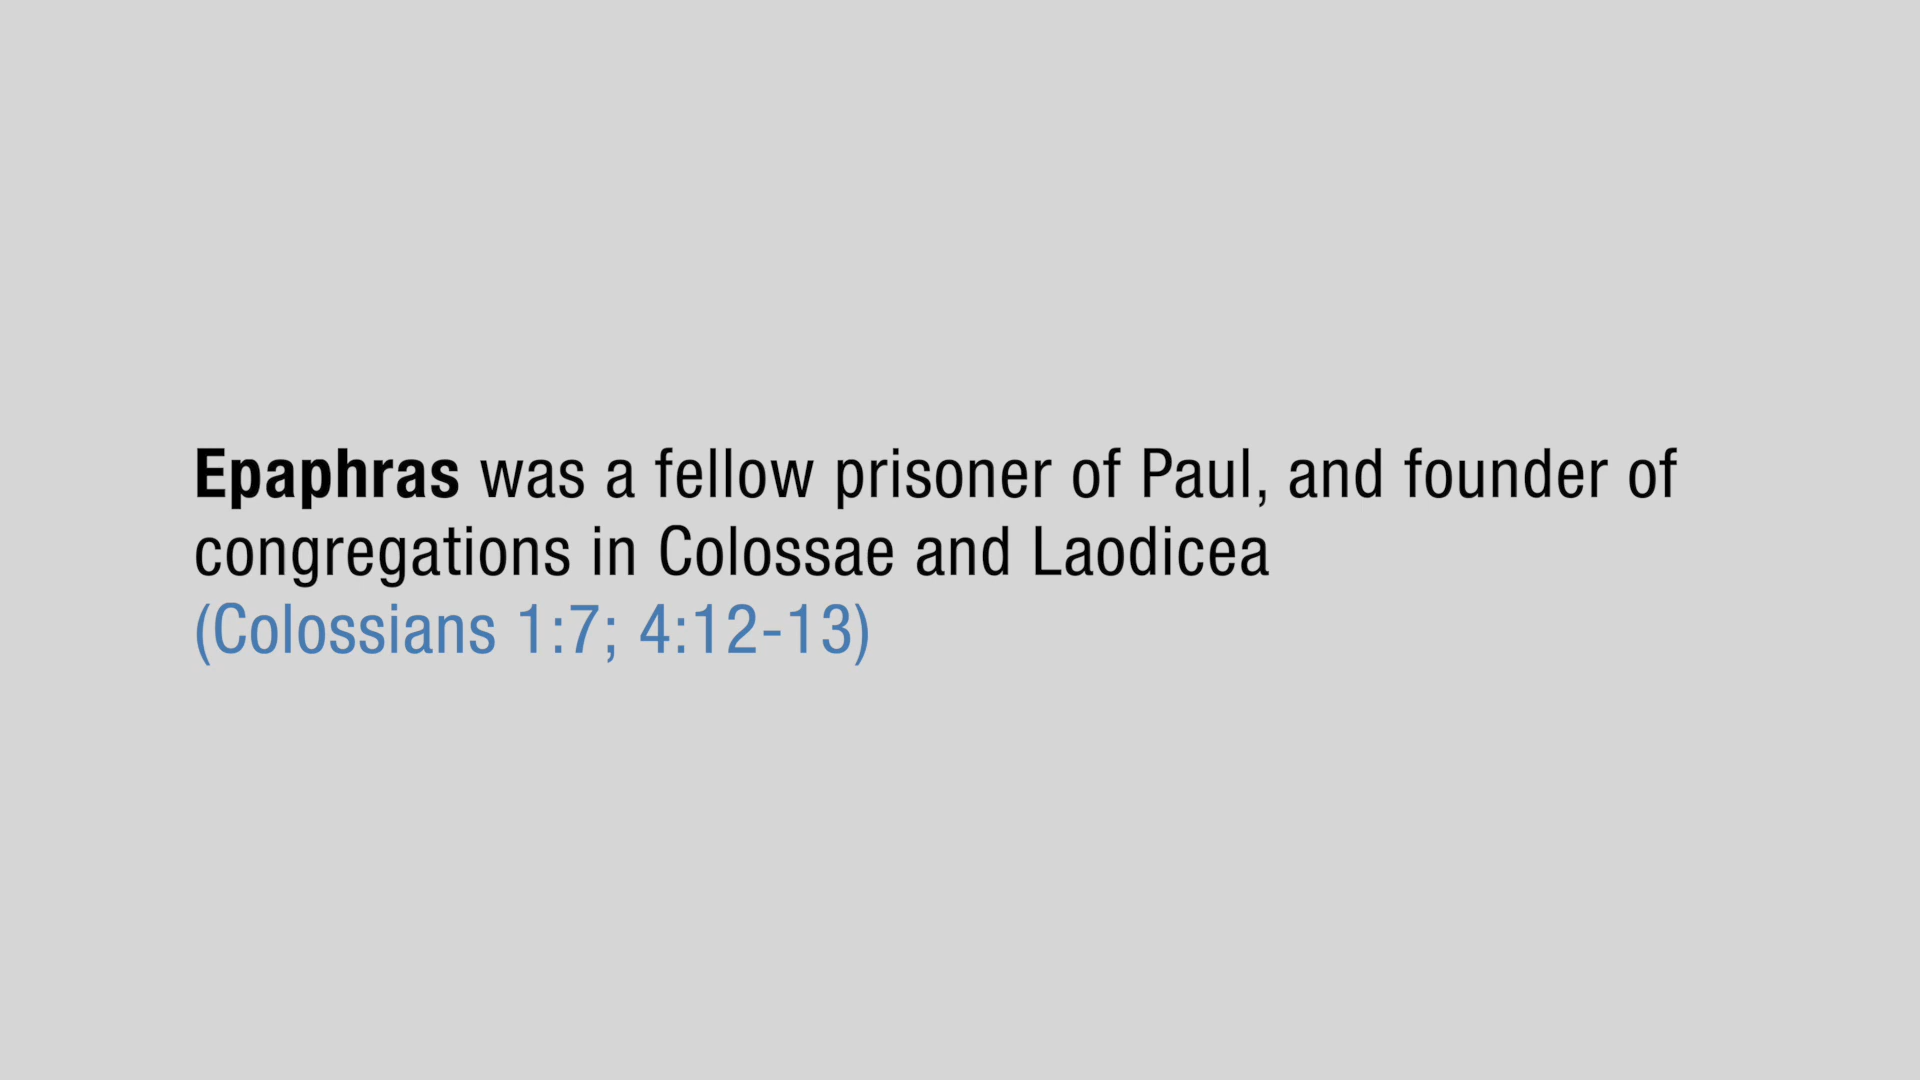 Epaphras was a fellow prisoner of Paul, and founder of
congregations in Colossae and Laodicea
(Colossians 1:7; 4:12-13)